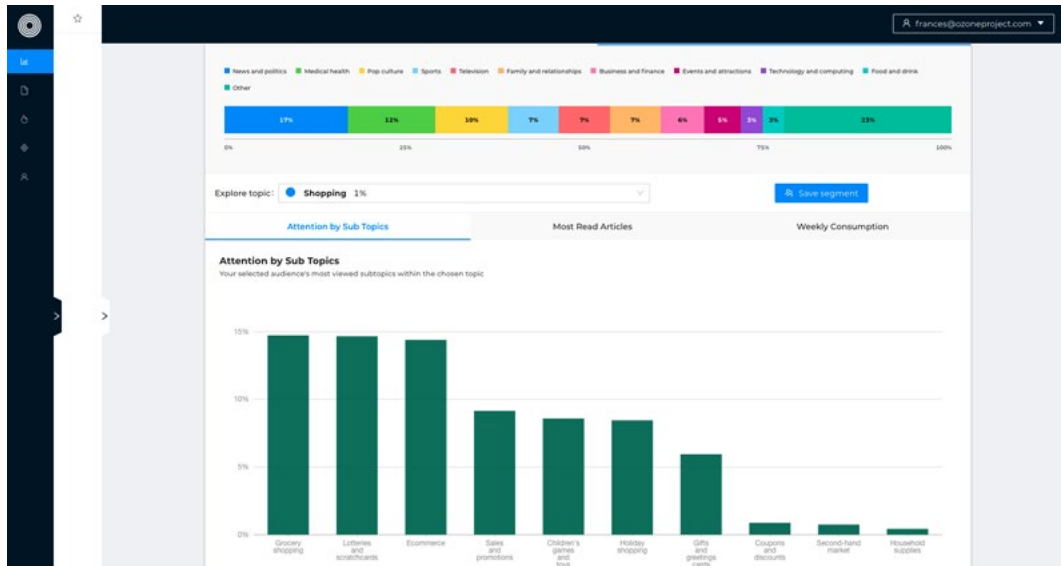 frances@ozoneproject.com
News and politics Medical health Pop culture Sports Television Family and relationships Business and finance Events and attractions Technology and computing Food and drink
Other
17% 12% 10% 7% 7% 7% 6% 5% 3% 3% 23%
0% 25% 50% 75% 100%
Explore topic: Shopping 1% Save segment
Attention by Sub Topics Most Read Articles Weekly Consumption
Attention by Sub Topics
Your selected audience's most viewed subtopics within the chosen topic
15%
10%
5%
0%
Grocery shopping
Lotteries and scratchcards
Ecommerce
Sales and promotions
Children's games and toys
Holiday shopping
Gifts and greetings cards
Coupons and discounts
Second-hand market
Household supplies